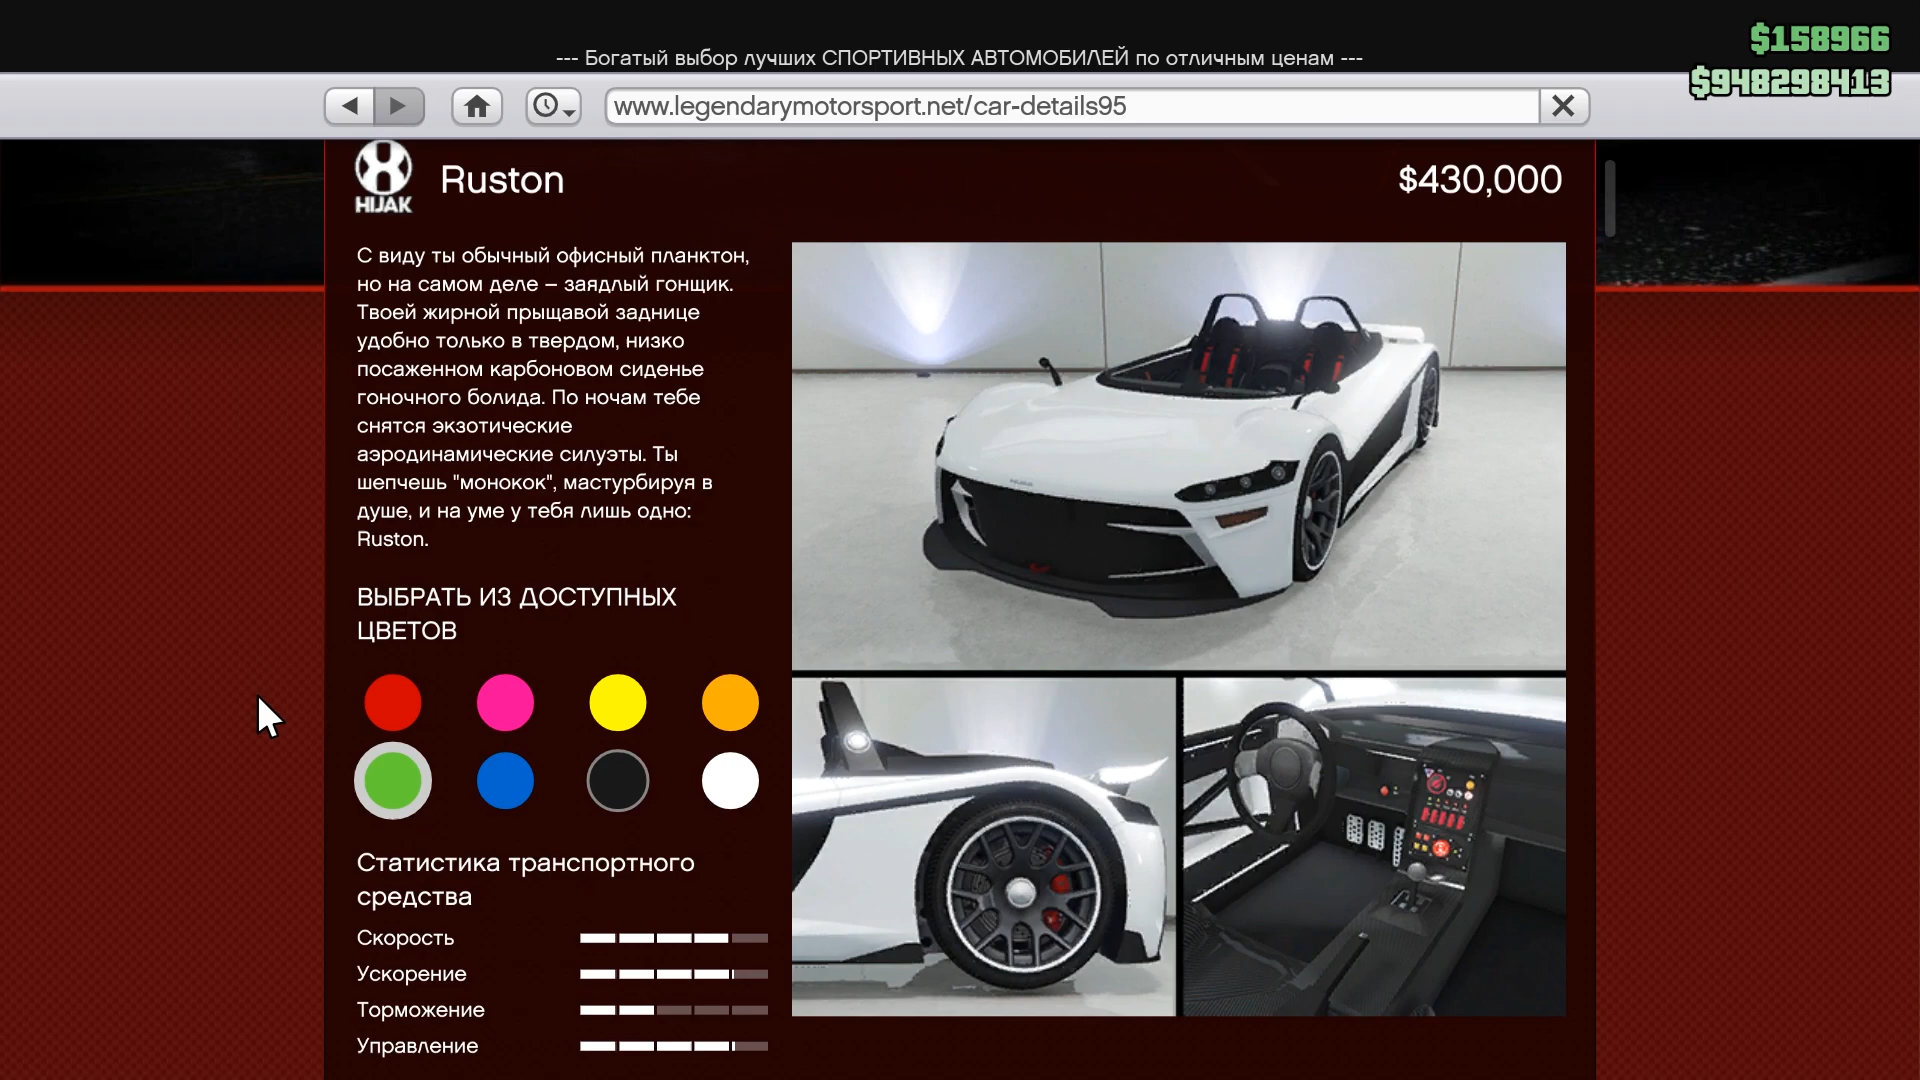 $158966
--- Богатый выбор лучших СПОРТИВНЫХ АВТОМОБИЛЕЙ по отличным ценам ---
$948298413
www.legendarymotorsport.net/car-details95
HIJAK
Ruston
$430,000
С виду ты обычный офисный планктон,
но на самом деле – заядлый гонщик.
Твоей жирной прыщавой заднице
удобно только в твердом, низко
посаженном карбоновом сиденье
гоночного болида. По ночам тебе
снятся экзотические
аэродинамические силуэты. Ты
шепчешь "монокок", мастурбируя в
душе, и на уме у тебя лишь одно:
Ruston.
ВЫБРАТЬ ИЗ ДОСТУПНЫХ
ЦВЕТОВ
Статистика транспортного
средства
Скорость
Ускорение
Торможение
Управление